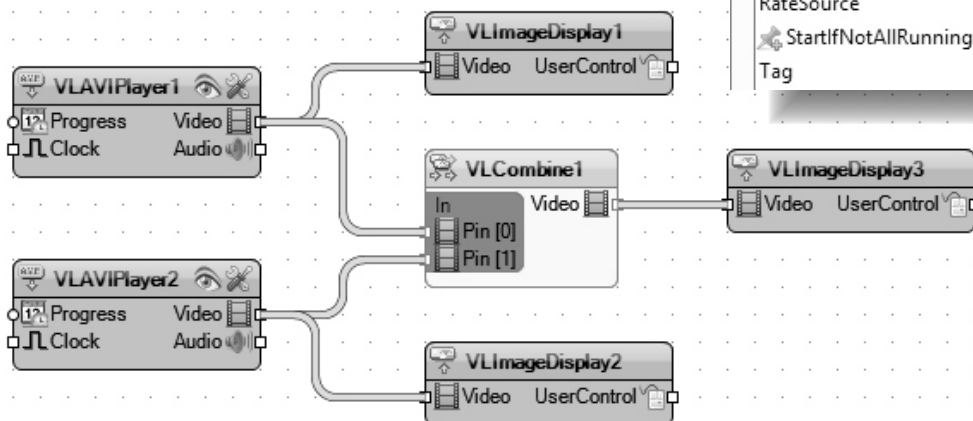 VLAVIPlayer1
Progress Video
Clock Audio
VLAVIPlayer2
Progress Video
Clock Audio
VLImageDisplay1
Video UserControl
VLCombine1
In Video
Pin [0]
Pin [1]
VLImageDisplay2
Video UserControl
VLImageDisplay3
Video UserControl
RateSource
StartIfNotAllRunning
Tag